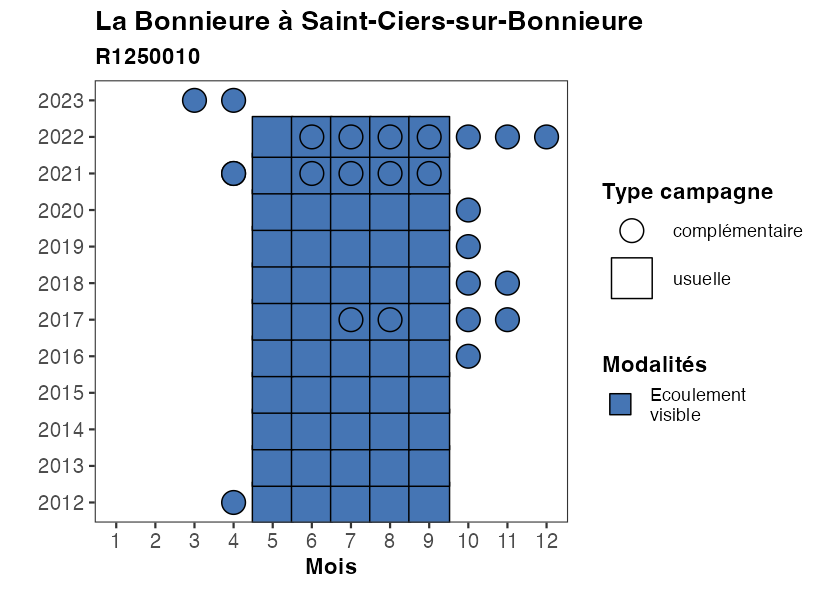 La Bonnieure à Saint-Ciers-sur-Bonnieure
R1250010
2023
2022
2021
2020
2019
2018
2017
2016
2015
2014
2013
2012
1 2 3 4 5 6 7 8 9 10 11 12
Mois
Type campagne
complémentaire
usuelle
Modalités
Ecoulement
visible